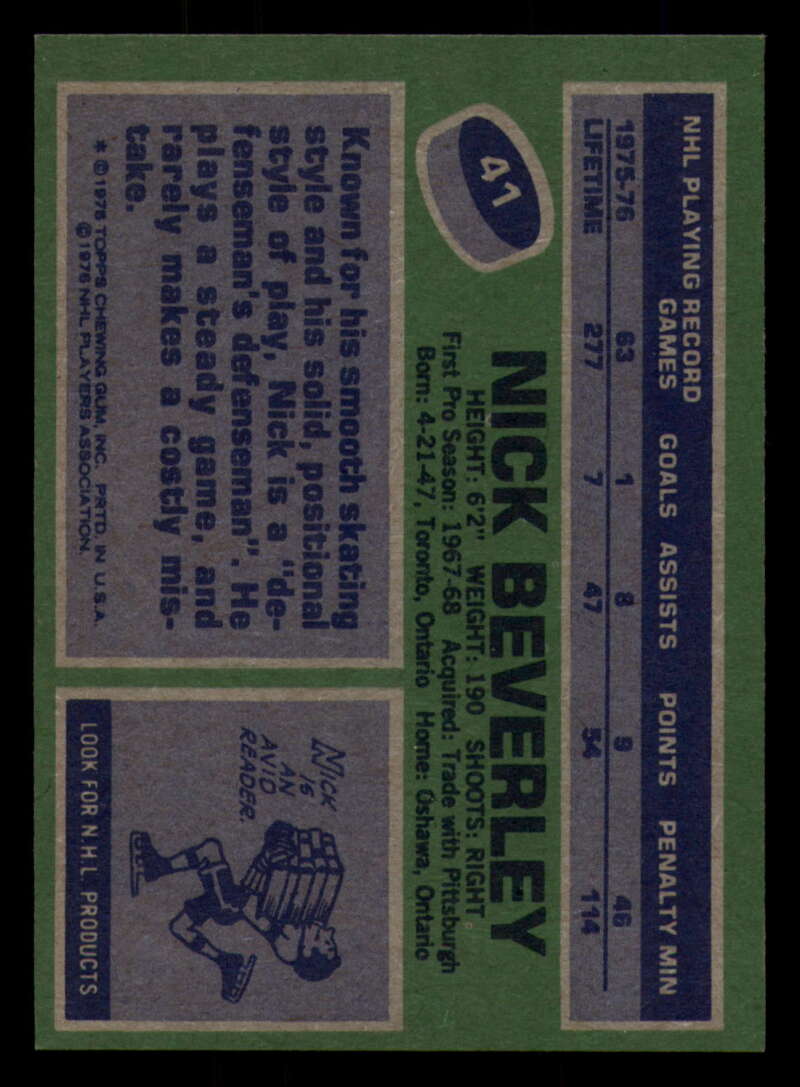 NHL PLAYING RECORD
GAMES GOALS ASSISTS POINTS PENALTY MIN
1975-76 63 1 8 9 46
LIFETIME 277 7 47 54 114
41
NICK BEVERLEY
HEIGHT: 6'2" WEIGHT: 190 SHOOTS: RIGHT
First Pro Season: 1967-68 Acquired: Trade with Pittsburgh
Born: 4-21-47, Toronto, Ontario Home: Oshawa, Ontario
Known for his smooth skating
style and his solid, positional
style of play, Nick is a "de-
fenseman's defenseman". He
plays a steady game, and
rarely makes a costly mis-
take.
* ©1976 TOPPS CHEWING GUM, INC. PRTD. IN U.S.A.
©1976 NHL PLAYERS ASSOCIATION.
NICK
IS
AN
AVID
READER.
LOOK FOR N.H.L. PRODUCTS